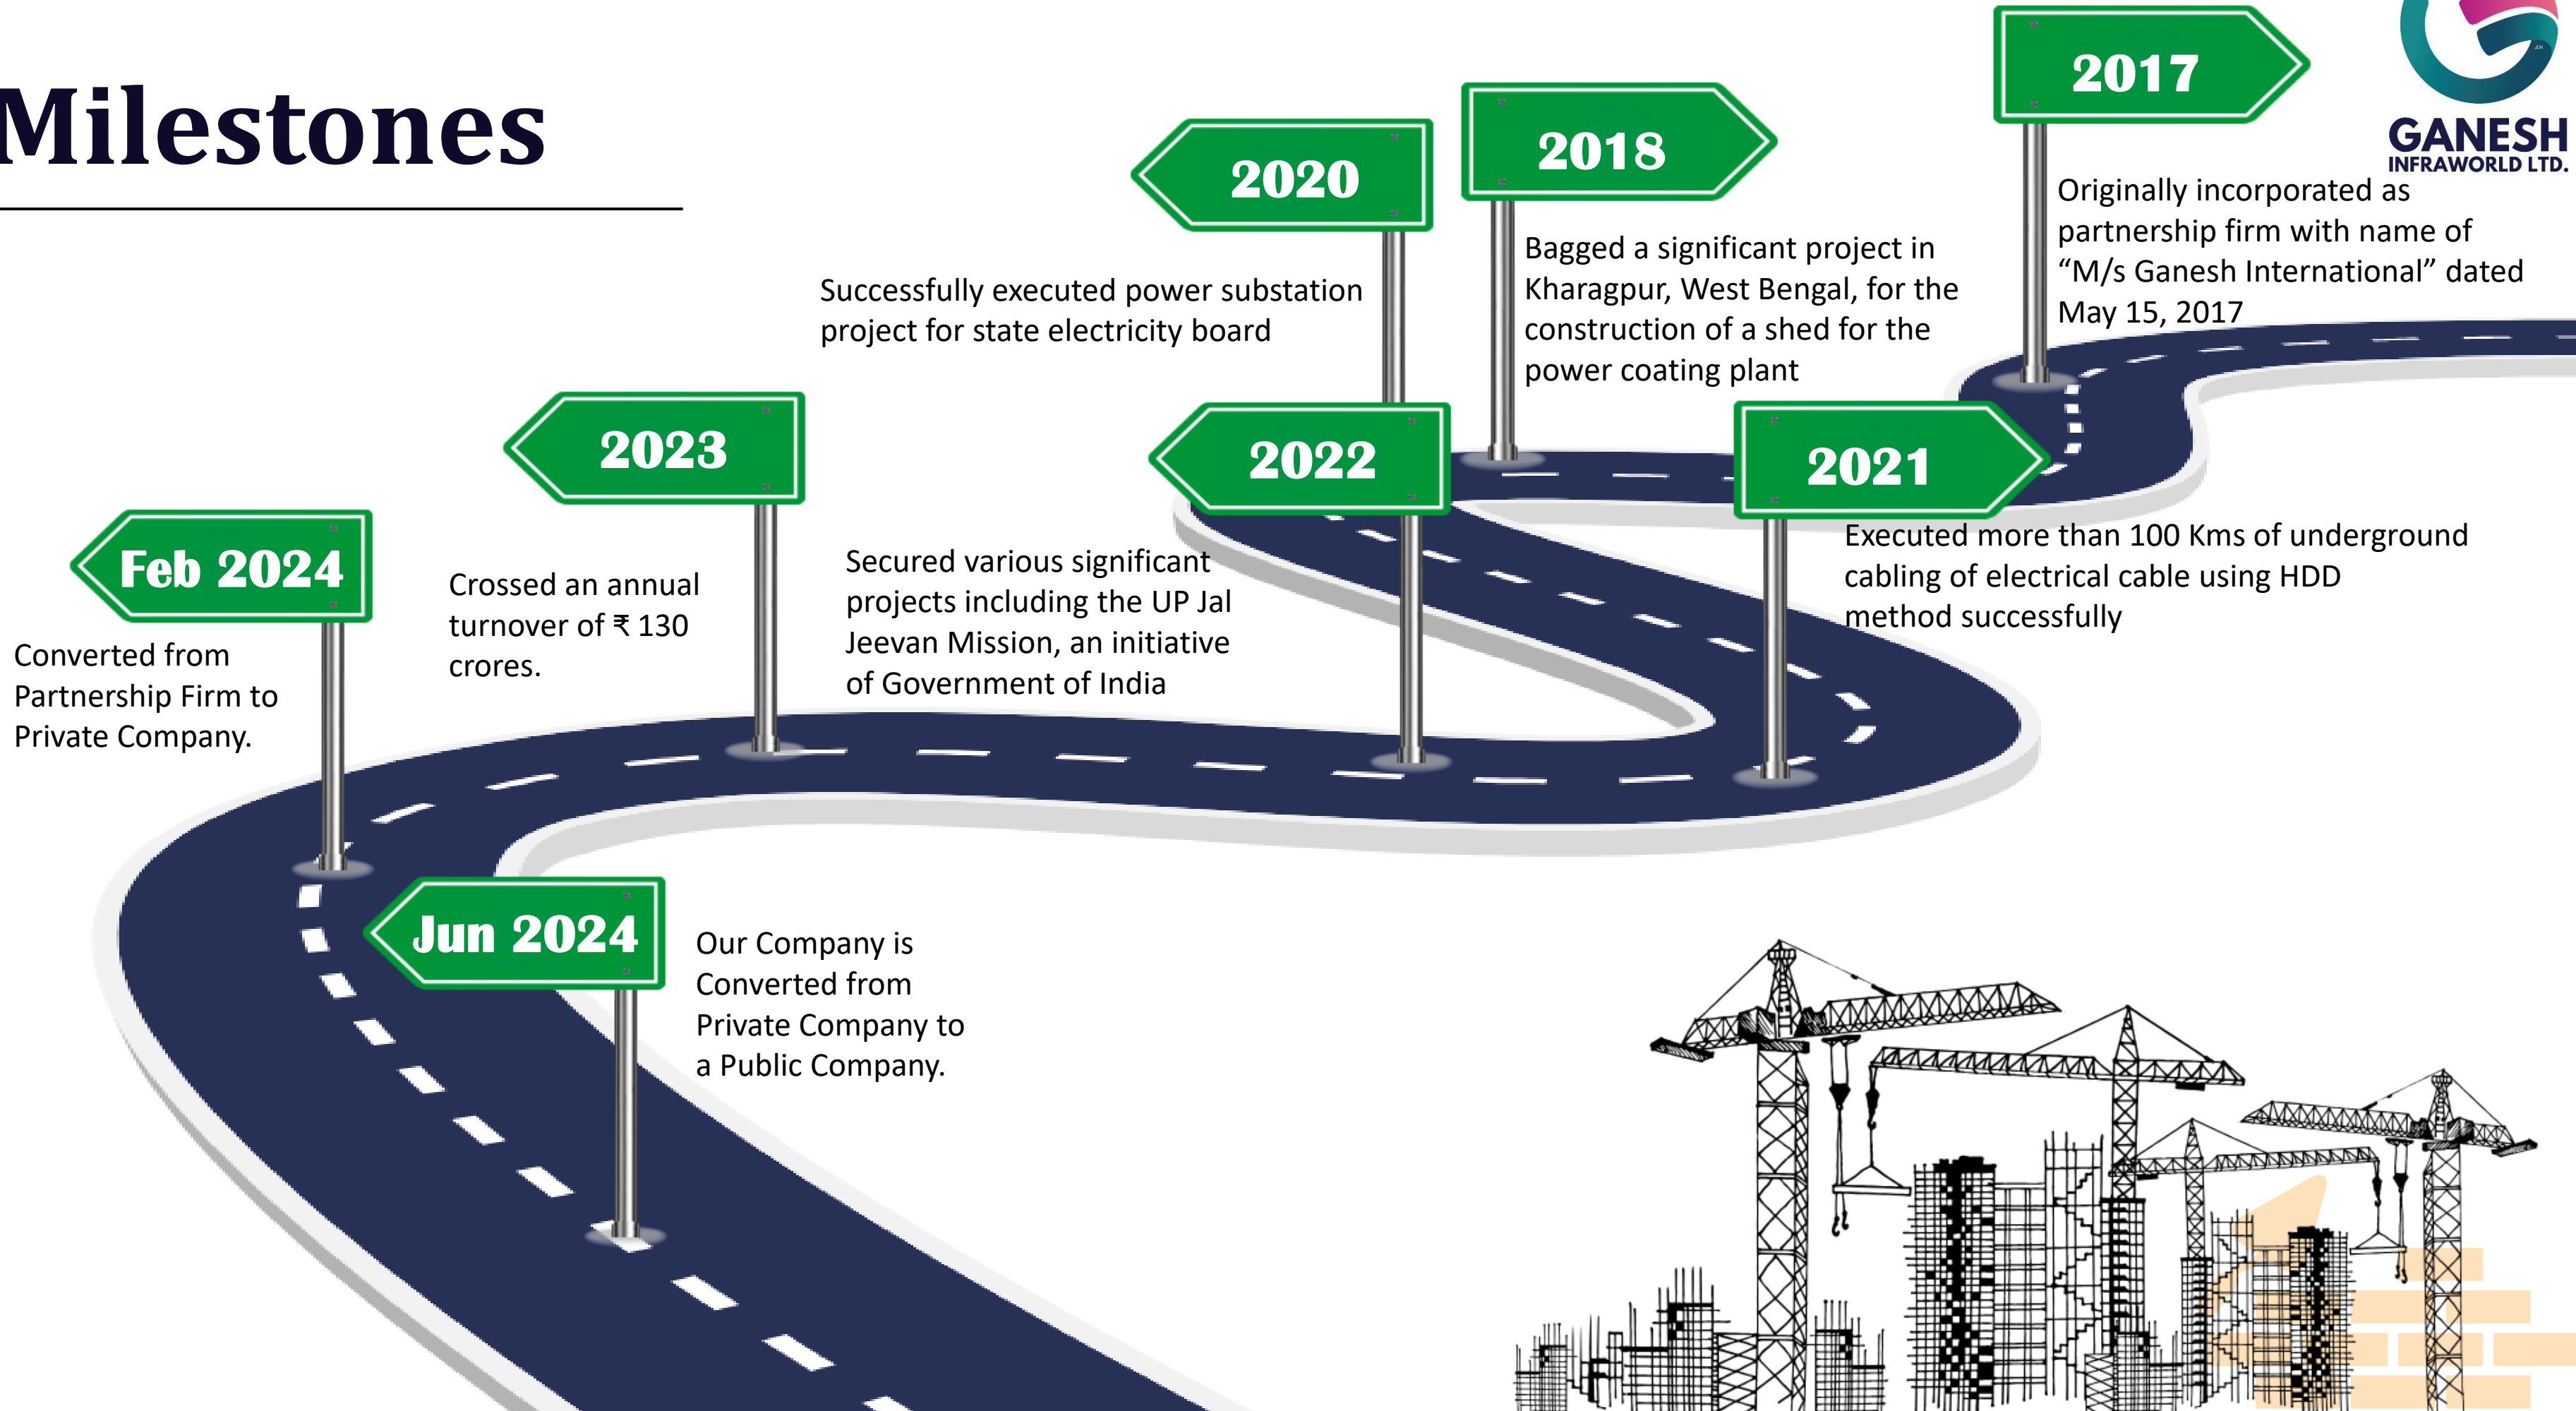 Milestones
GANESH
INFRAWORLD LTD.
2017
Originally incorporated as
partnership firm with name of
“M/s Ganesh International” dated
May 15, 2017
2018
Bagged a significant project in
Kharagpur, West Bengal, for the
construction of a shed for the
power coating plant
2020
Successfully executed power substation
project for state electricity board
2021
Executed more than 100 Kms of underground
cabling of electrical cable using HDD
method successfully
2022
Secured various significant
projects including the UP Jal
Jeevan Mission, an initiative
of Government of India
2023
Crossed an annual
turnover of ₹ 130
crores.
Feb 2024
Converted from
Partnership Firm to
Private Company.
Jun 2024
Our Company is
Converted from
Private Company to
a Public Company.